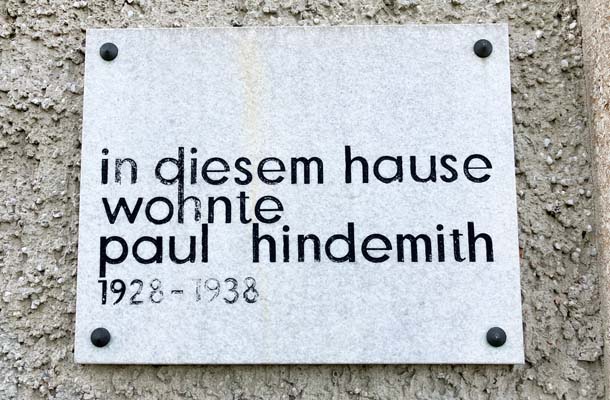 in diesem hause
wohnte
paul hindemith
1928-1938